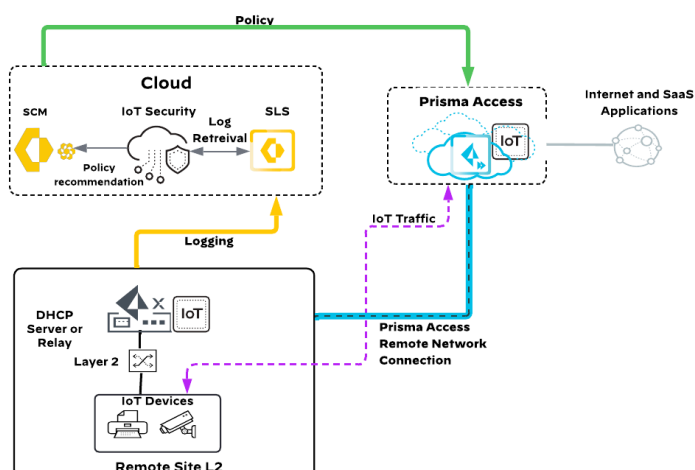 Policy
Cloud
SCM
IoT Security
SLS
Log
Retreival
Policy
recommendation
Prisma Access
IoT
Internet and SaaS
Applications
IoT Traffic
Logging
DHCP
Server or
Relay
IoT
Layer 2
Prisma Access
Remote Network
Connection
IoT Devices
Remote Site L2